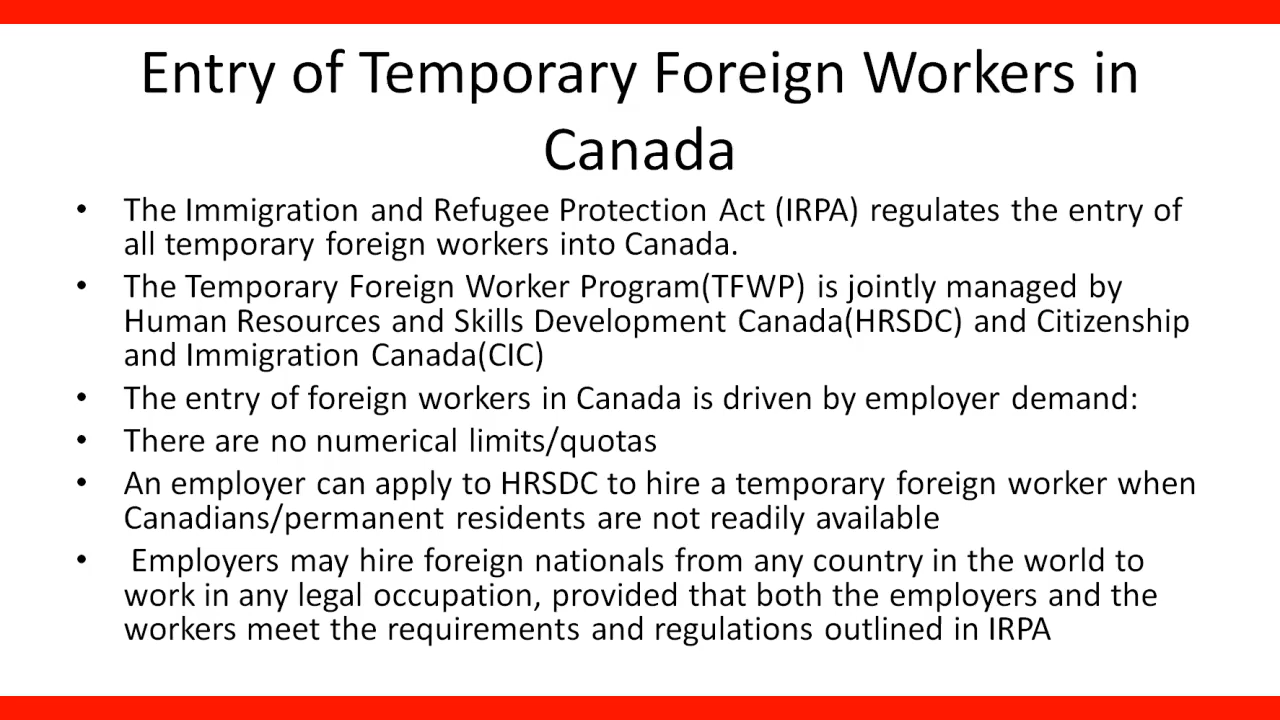 Entry of Temporary Foreign Workers in
Canada
• The Immigration and Refugee Protection Act (IRPA) regulates the entry of
all temporary foreign workers into Canada.
• The Temporary Foreign Worker Program(TFWP) is jointly managed by
Human Resources and Skills Development Canada(HRSDC) and Citizenship
and Immigration Canada(CIC)
• The entry of foreign workers in Canada is driven by employer demand:
• There are no numerical limits/quotas
• An employer can apply to HRSDC to hire a temporary foreign worker when
Canadians/permanent residents are not readily available
• Employers may hire foreign nationals from any country in the world to
work in any legal occupation, provided that both the employers and the
workers meet the requirements and regulations outlined in IRPA